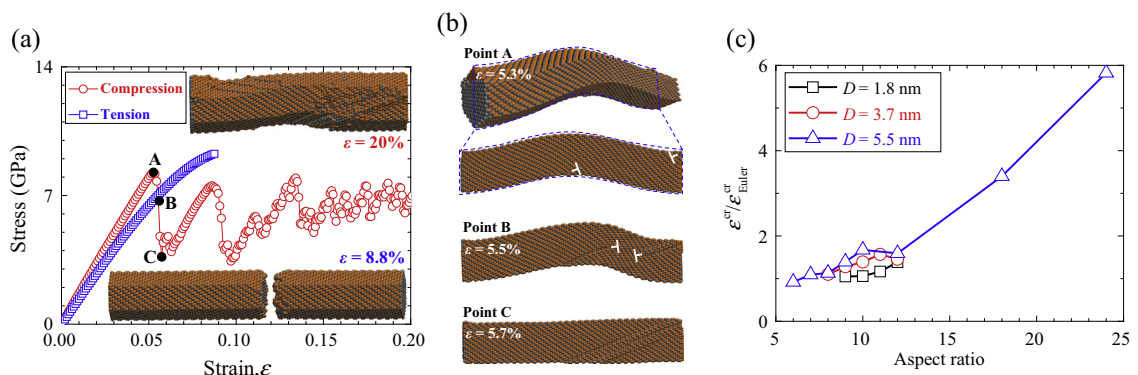 (a)
14
Compression
Tension
ε = 20%
A
B
C
ε = 8.8%
7
0
Stress (GPa)
0.00
0.05
0.10
0.15
0.20
Strain,ε
(b)
Point A
ε = 5.3%
Point B
ε = 5.5%
Point C
ε = 5.7%
(c)
6
4
2
0
ε^cr/ε^cr_Euler
D = 1.8 nm
D = 3.7 nm
D = 5.5 nm
5
10
15
20
25
Aspect ratio